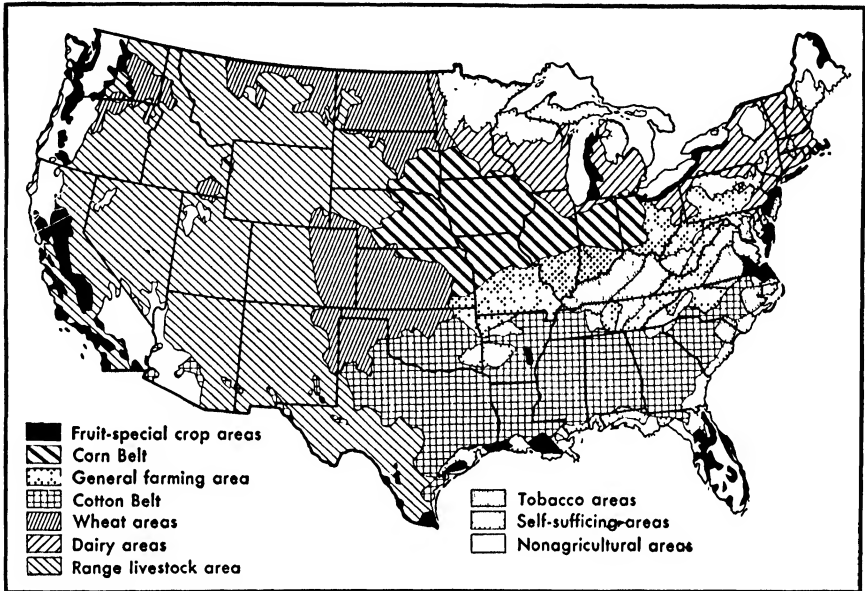 Fruit-special crop areas
Corn Belt
General farming area
Cotton Belt
Wheat areas
Dairy areas
Range livestock area
Tobacco areas
Self-sufficing areas
Nonagricultural areas